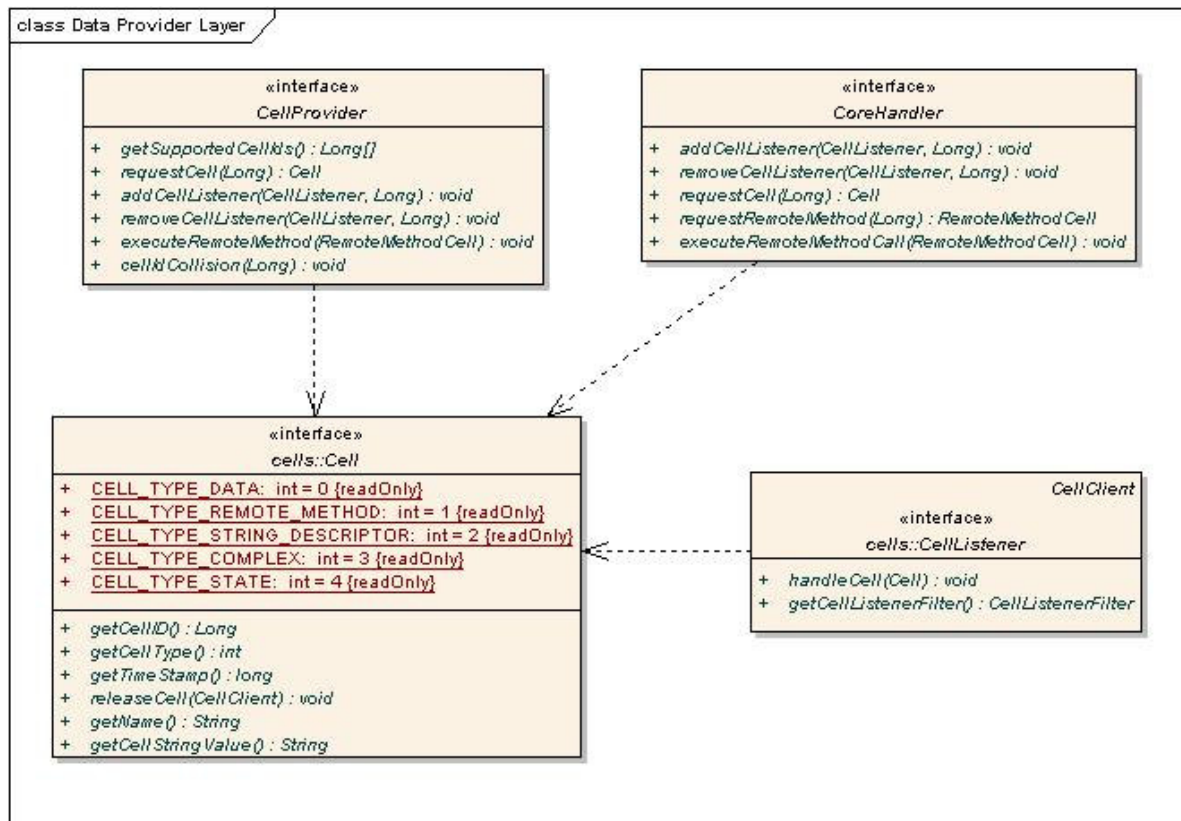 class Data Provider Layer
«interface»
CellProvider
+ getSupportedCellIds() : Long[]
+ requestCell(Long) : Cell
+ addCellListener(CellListener, Long) : void
+ removeCellListener(CellListener, Long) : void
+ executeRemoteMethod(RemoteMethodCell) : void
+ cellIdCollision(Long) : void
«interface»
CoreHandler
+ addCellListener(CellListener, Long) : void
+ removeCellListener(CellListener, Long) : void
+ requestCell(Long) : Cell
+ requestRemoteMethod(Long) : RemoteMethodCell
+ executeRemoteMethodCall(RemoteMethodCell) : void
«interface»
cells::Cell
+ CELL_TYPE_DATA: int = 0 {readOnly}
+ CELL_TYPE_REMOTE_METHOD: int = 1 {readOnly}
+ CELL_TYPE_STRING_DESCRIPTOR: int = 2 {readOnly}
+ CELL_TYPE_COMPLEX: int = 3 {readOnly}
+ CELL_TYPE_STATE: int = 4 {readOnly}
+ getCellID() : Long
+ getCellType() : int
+ getTimeStamp() : long
+ releaseCell(CellClient) : void
+ getName() : String
+ getCellStringValue() : String
CellClient
«interface»
cells::CellListener
+ handleCell(Cell) : void
+ getCellListenerFilter() : CellListenerFilter